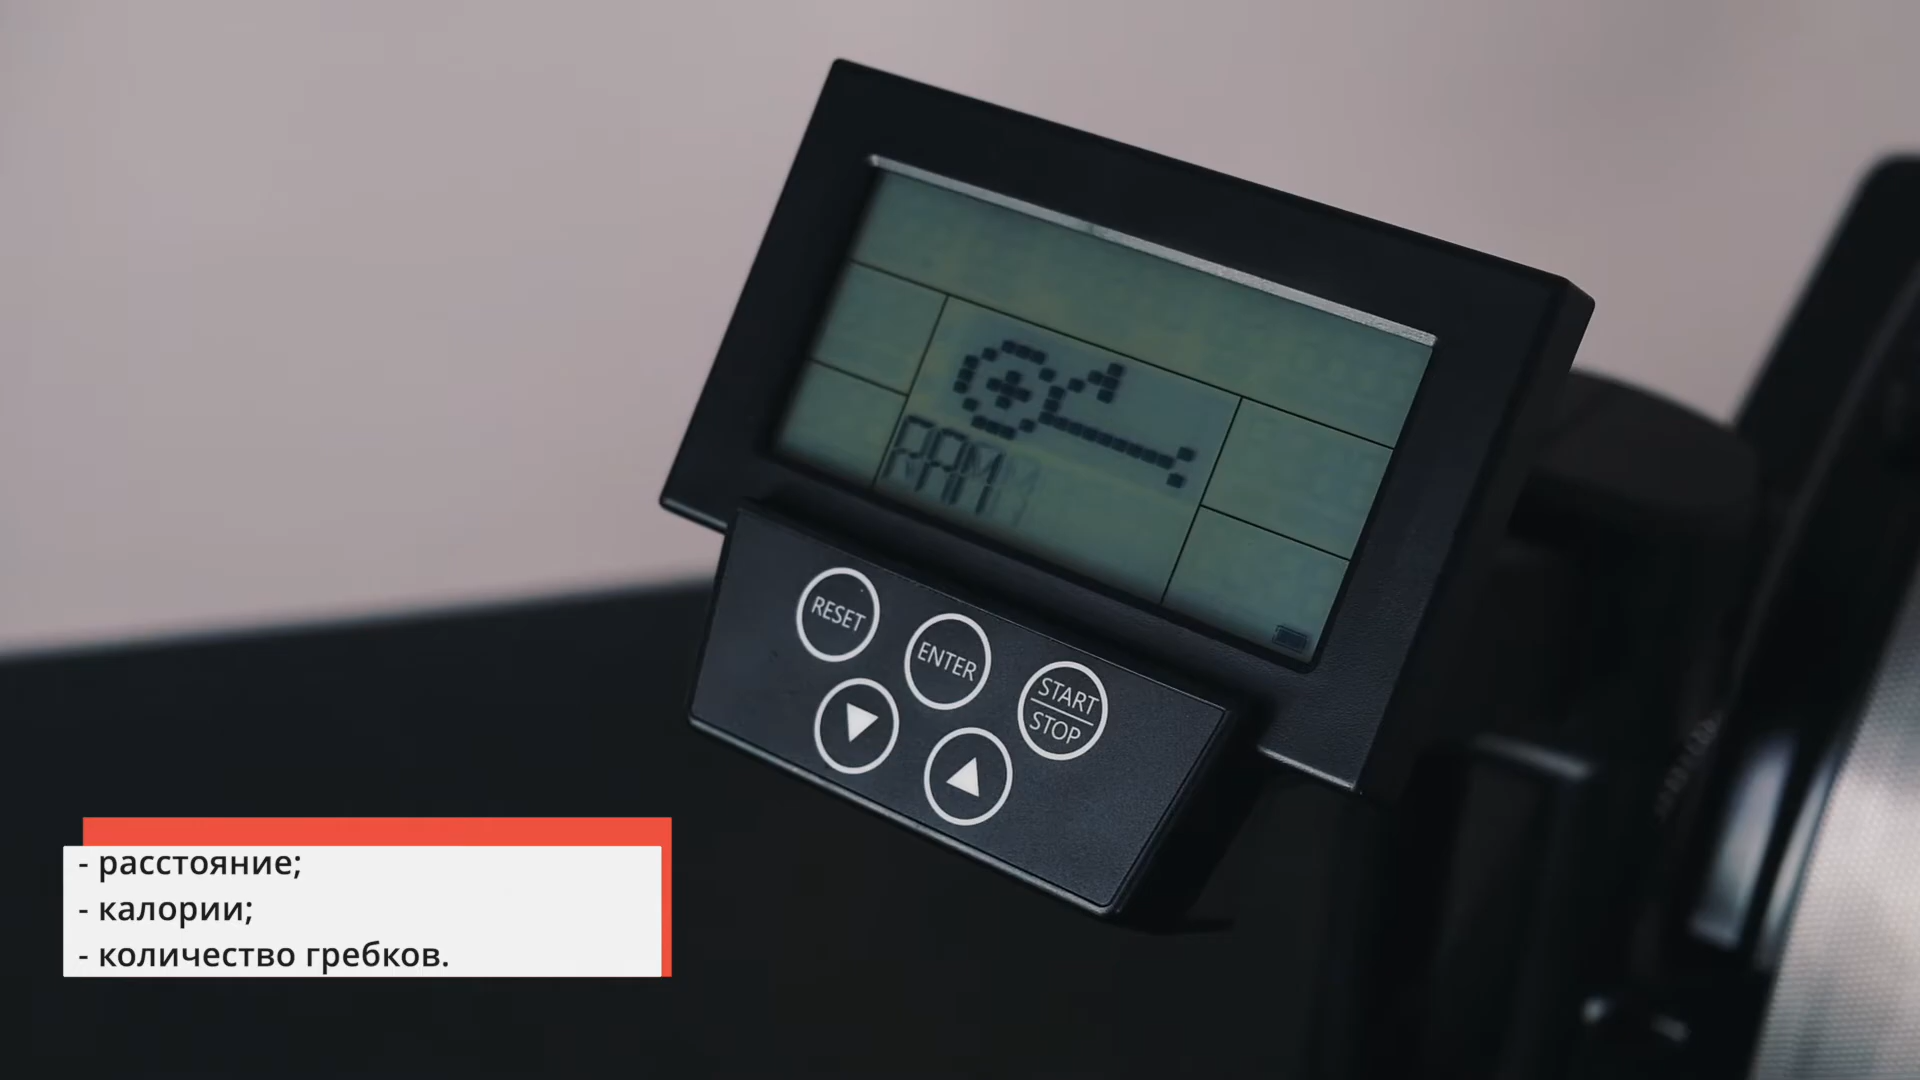 RESET
ENTER
START
STOP
- расстояние;
- калории;
- количество гребков.